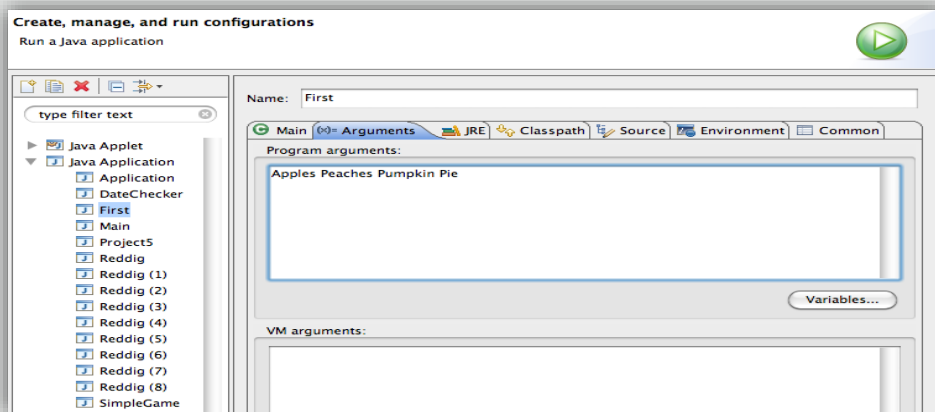 Create, manage, and run configurations
Run a Java application
type filter text
Java Applet
Java Application
Application
DateChecker
First
Main
Project5
Reddig
Reddig (1)
Reddig (2)
Reddig (3)
Reddig (4)
Reddig (5)
Reddig (6)
Reddig (7)
Reddig (8)
SimpleGame
Name: First
Main (x)= Arguments JRE Classpath Source Environment Common
Program arguments:
Apples Peaches Pumpkin Pie
Variables...
VM arguments: